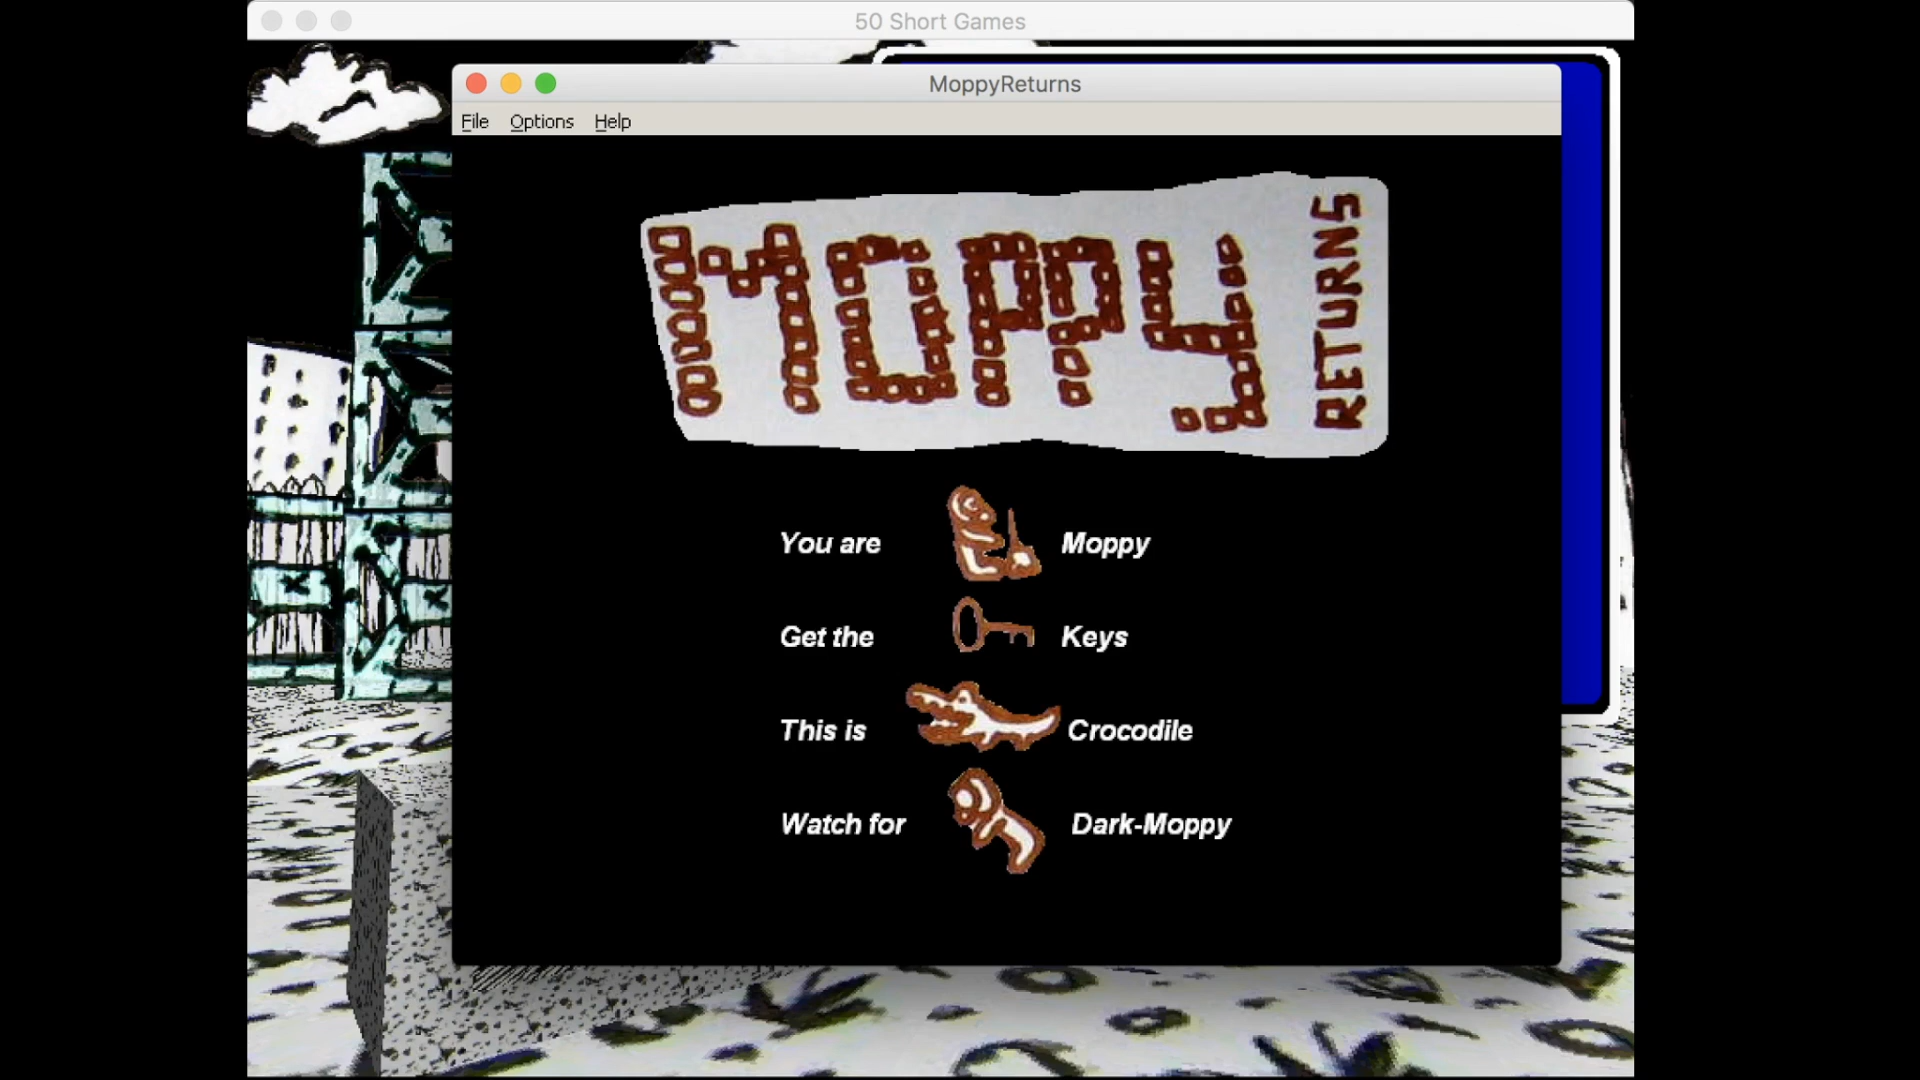 50 Short Games
MoppyReturns
File Options Help
MOPPY
RETURNS
You are Moppy
Get the Keys
This is Crocodile
Watch for Dark-Moppy